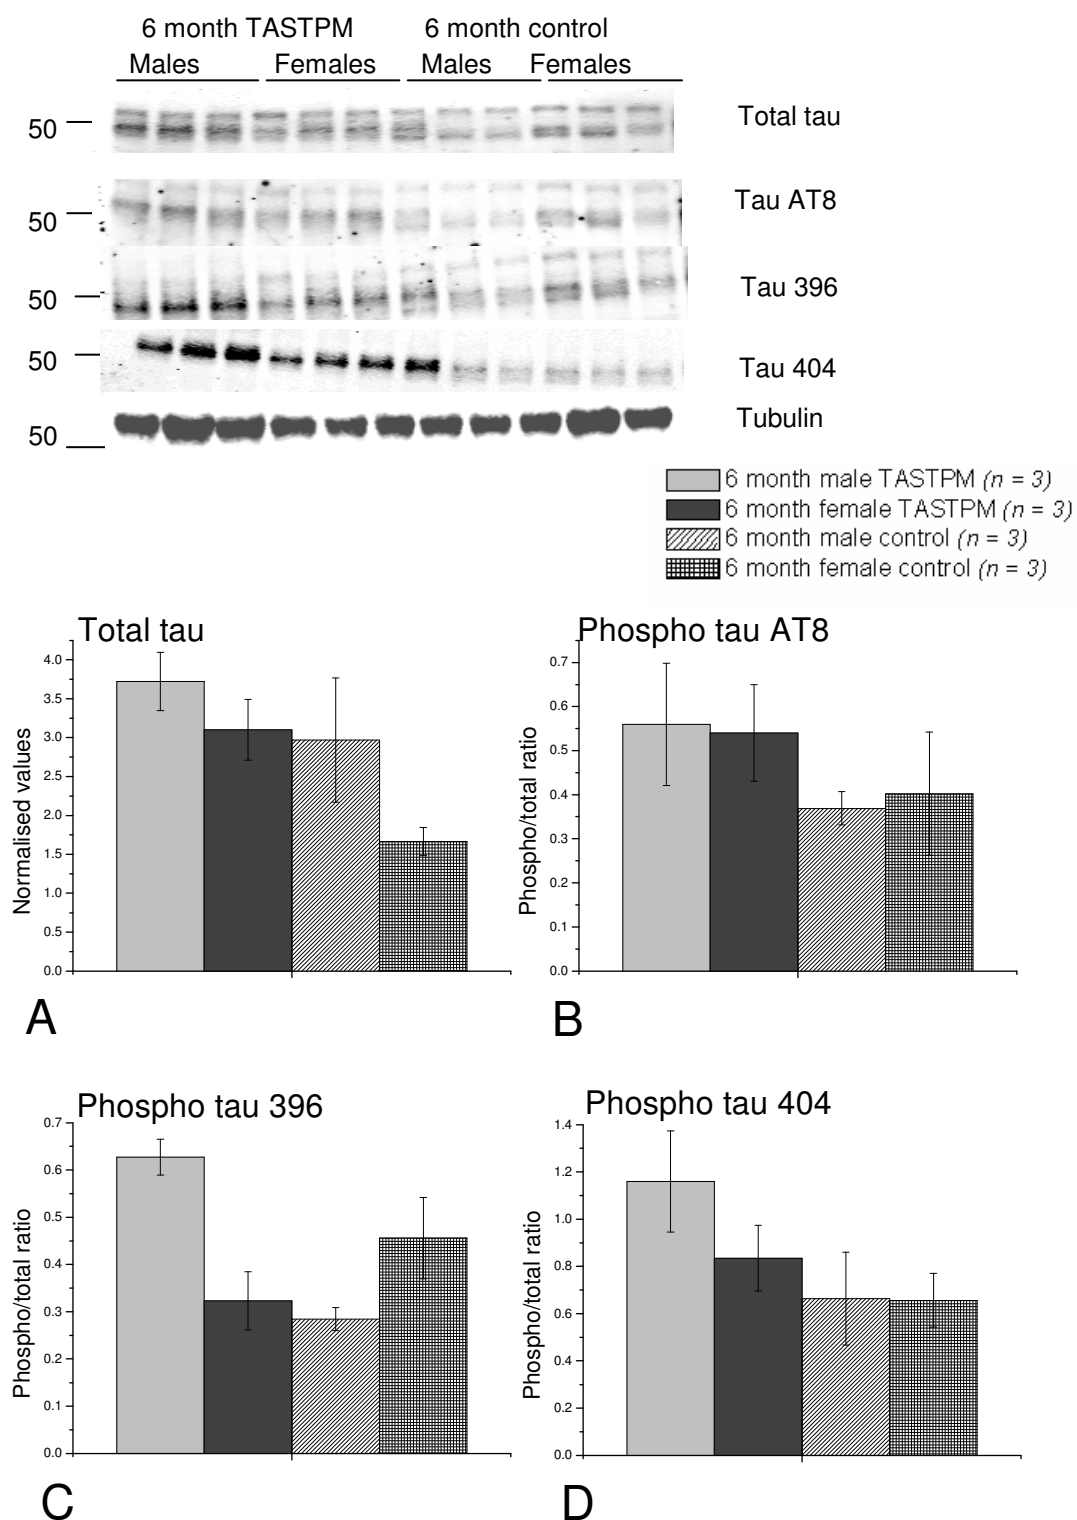 6 month TASTPM 6 month control
Males Females Males Females
50 Total tau
50 Tau AT8
50 Tau 396
50 Tau 404
50 Tubulin
6 month male TASTPM (n = 3)
6 month female TASTPM (n = 3)
6 month male control (n = 3)
6 month female control (n = 3)
Total tau
Normalised values
4.0
3.5
3.0
2.5
2.0
1.5
1.0
0.5
0.0
A
Phospho tau AT8
Phospho/total ratio
0.7
0.6
0.5
0.4
0.3
0.2
0.1
0.0
B
Phospho tau 396
Phospho/total ratio
0.7
0.6
0.5
0.4
0.3
0.2
0.1
0.0
C
Phospho tau 404
Phospho/total ratio
1.4
1.2
1.0
0.8
0.6
0.4
0.2
0.0
D